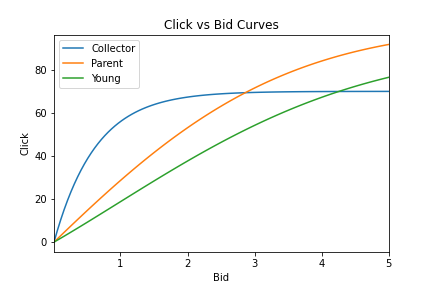 Click vs Bid Curves
Collector
Parent
Young
Click
80
60
40
20
0
1 2 3 4 5
Bid